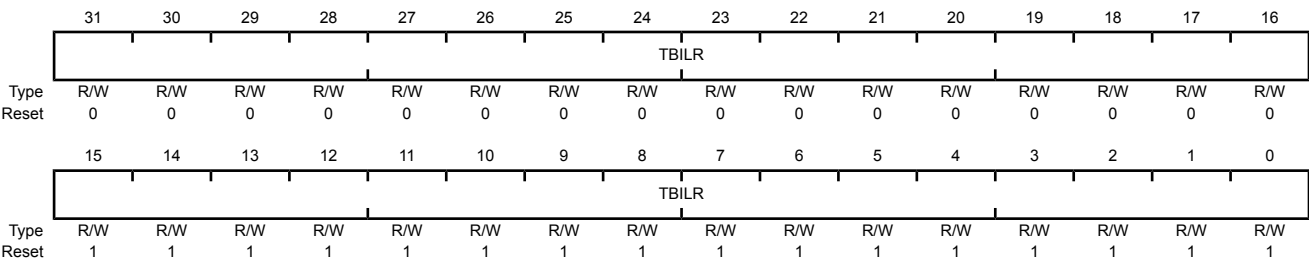 31 30 29 28 27 26 25 24 23 22 21 20 19 18 17 16
TBILR
Type R/W R/W R/W R/W R/W R/W R/W R/W R/W R/W R/W R/W R/W R/W R/W R/W
Reset 0 0 0 0 0 0 0 0 0 0 0 0 0 0 0 0
15 14 13 12 11 10 9 8 7 6 5 4 3 2 1 0
TBILR
Type R/W R/W R/W R/W R/W R/W R/W R/W R/W R/W R/W R/W R/W R/W R/W R/W
Reset 1 1 1 1 1 1 1 1 1 1 1 1 1 1 1 1